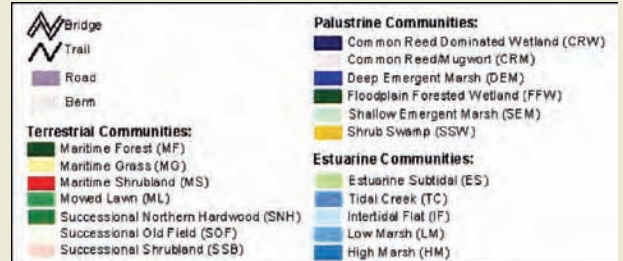 Bridge
Trail
Road
Berm
Terrestrial Communities:
Maritime Forest (MF)
Maritime Grass (MG)
Maritime Shrubland (MS)
Mowed Lawn (ML)
Successional Northern Hardwood (SNH)
Successional Old Field (SOF)
Successional Shrubland (SSB)
Palustrine Communities:
Common Reed Dominated Wetland (CRW)
Common Reed/Mugwort (CRM)
Deep Emergent Marsh (DEM)
Floodplain Forested Wetland (FFW)
Shallow Emergent Marsh (SEM)
Shrub Swamp (SSW)
Estuarine Communities:
Estuarine Subtidal (ES)
Tidal Creek (TC)
Intertidal Flat (IF)
Low Marsh (LM)
High Marsh (HM)